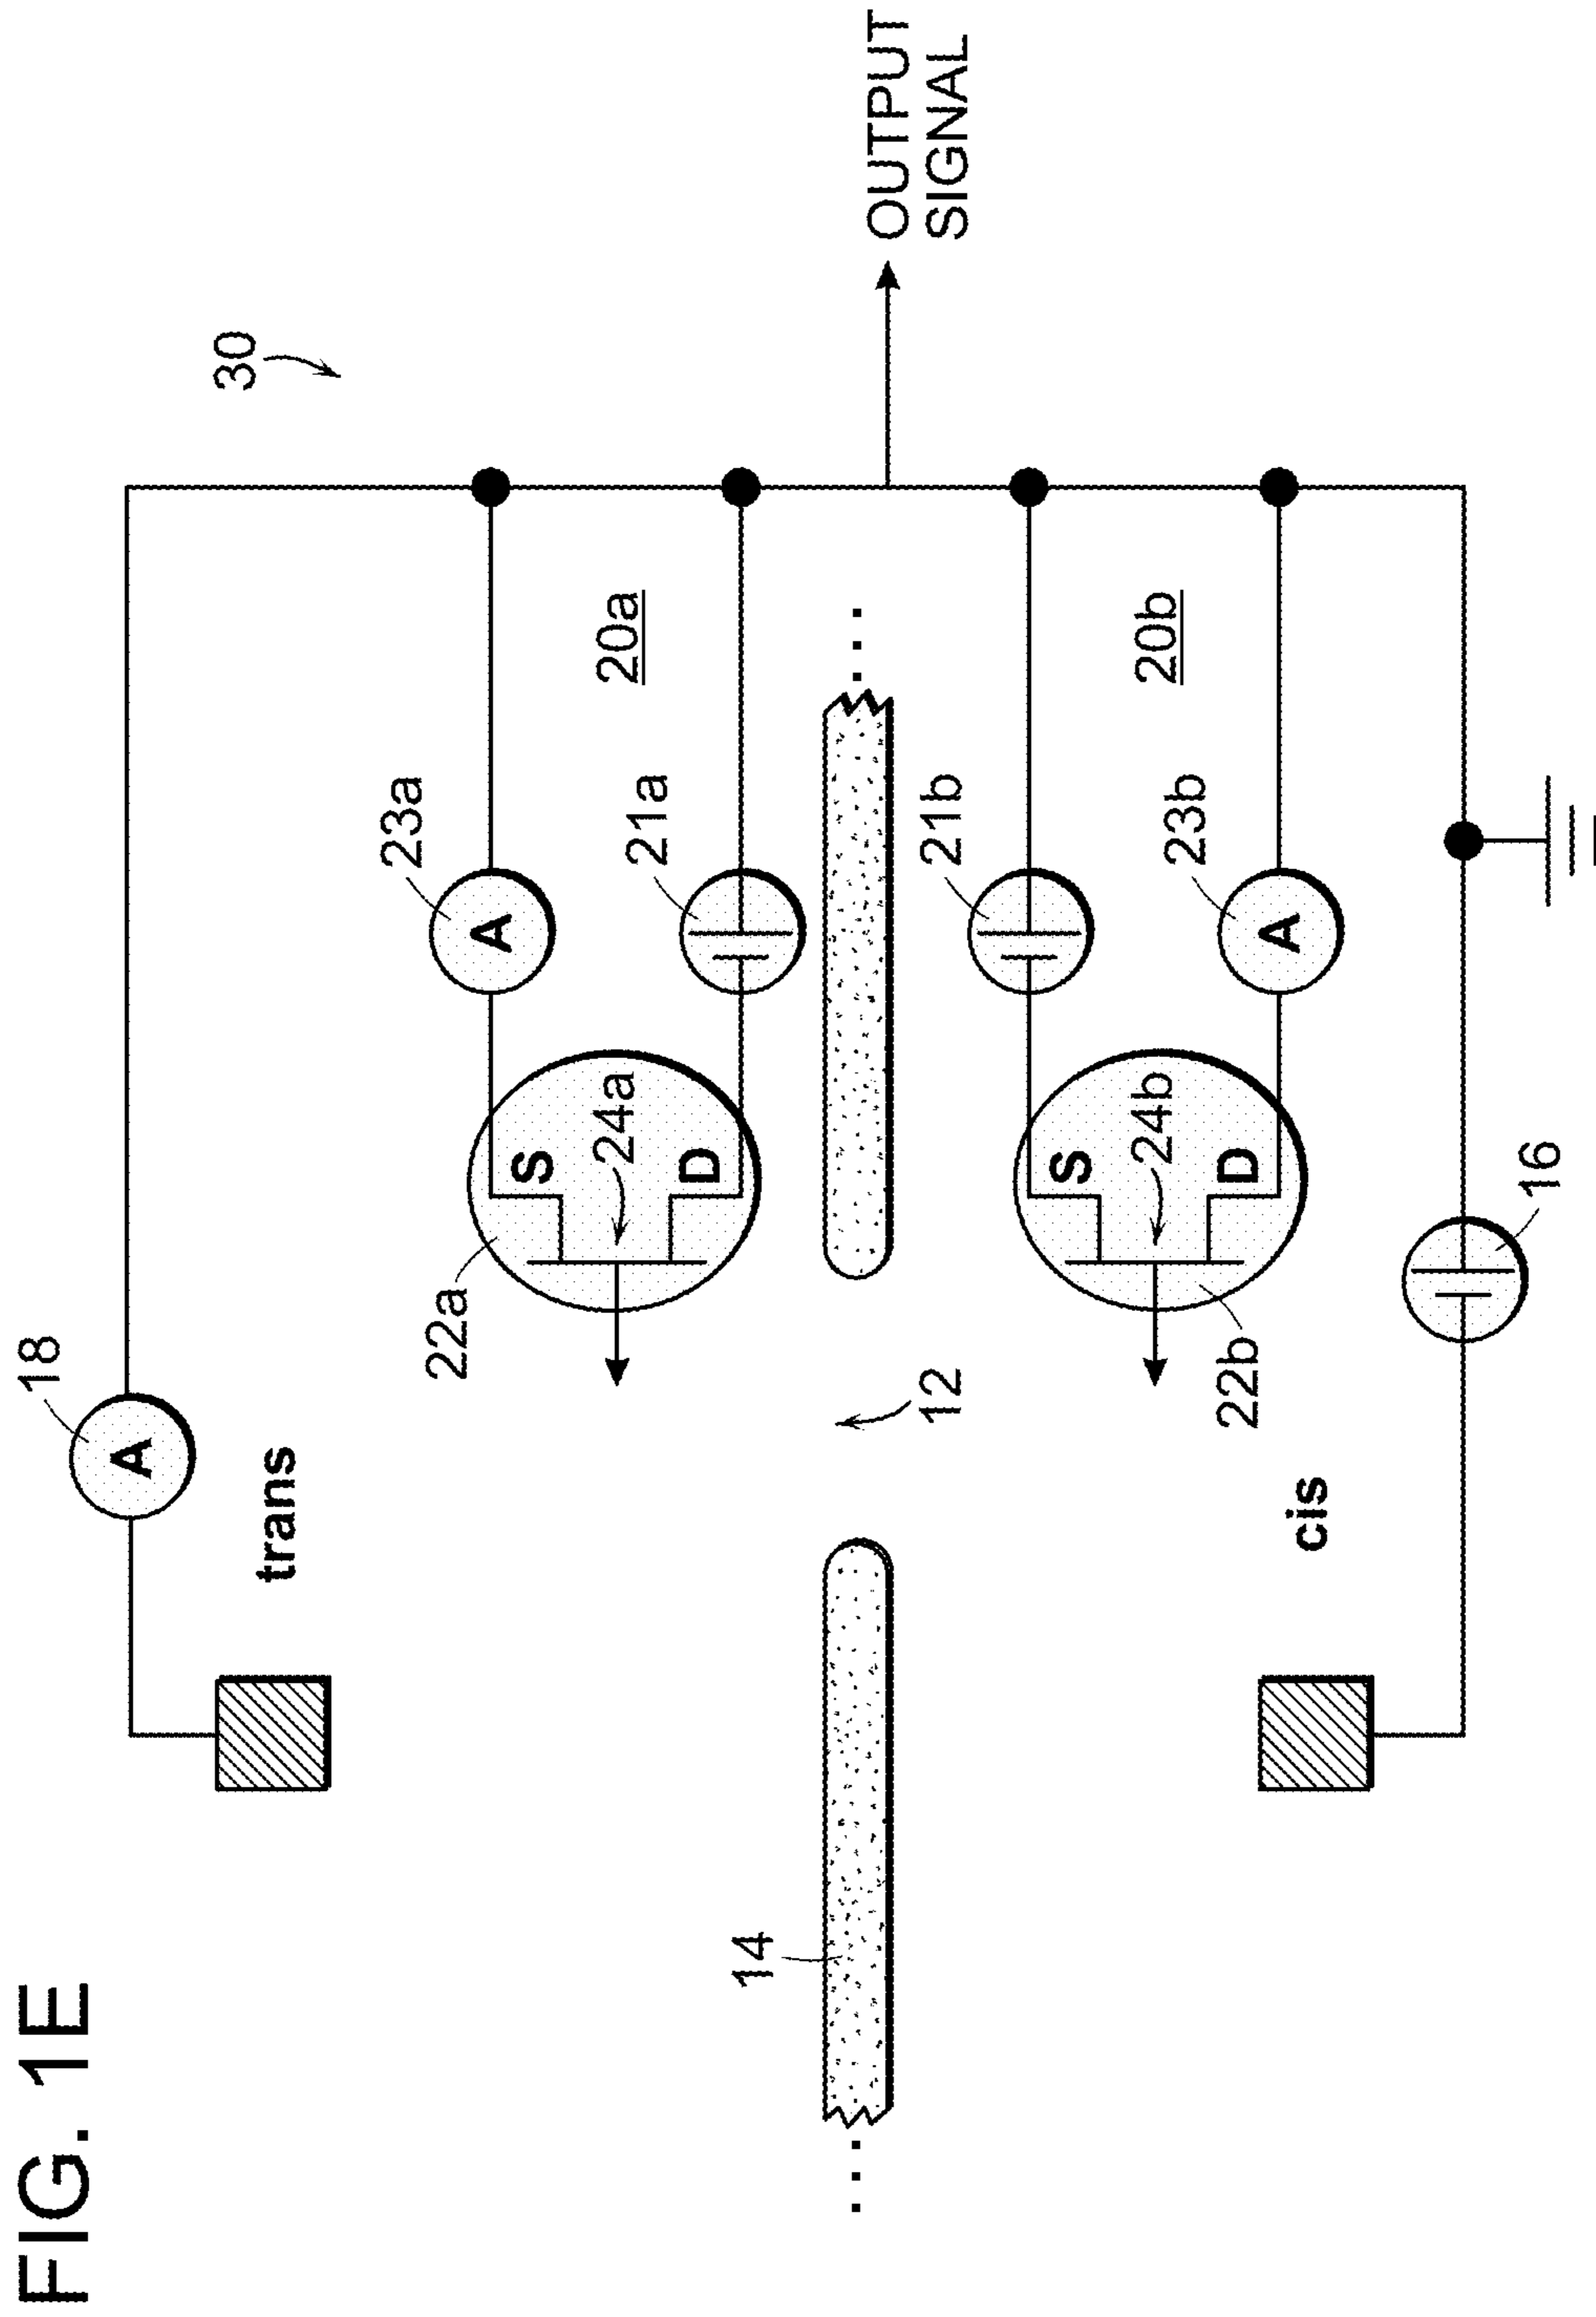 FIG. 1E
30
18
A
trans
23a
A
22a
S
24a
D
21a
20a
14
12
OUTPUT
SIGNAL
21b
20b
S
24b
D
22b
23b
A
cis
16